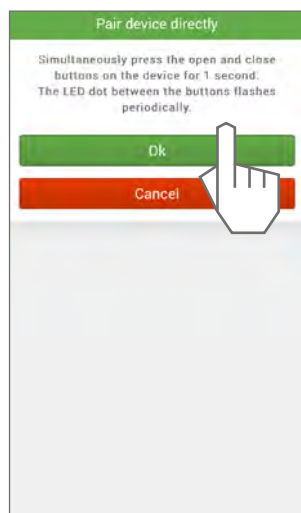 Pair device directly
Simultaneously press the open and close
buttons on the device for 1 second.
The LED dot between the buttons flashes
periodically.
Ok
Cancel